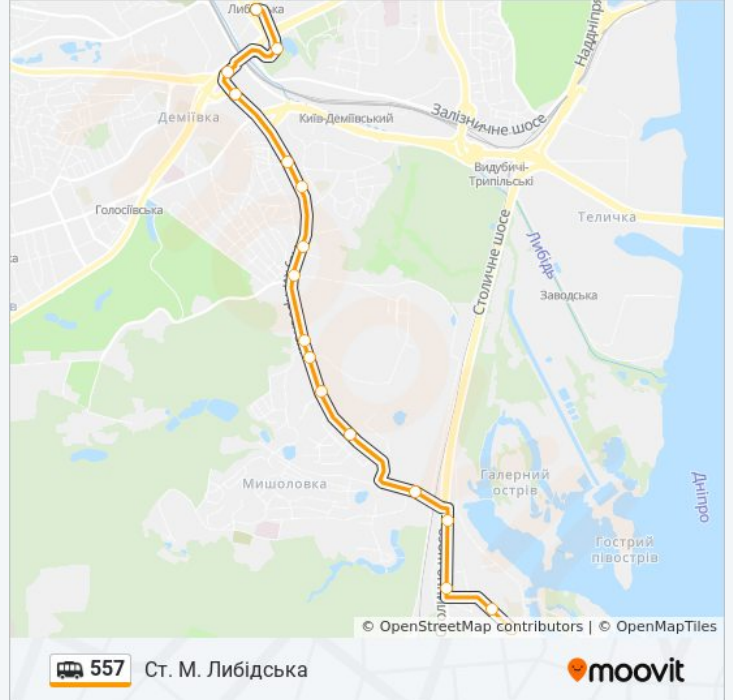 Либідська
Наддніпря
Залізничне шосе
Деміївка
Київ-Деміївський
Видубичі-
Трипільські
Голосіївська
Теличка
Столичне шосе
Либідь
Заводська
Мишоловка
Галерний
острів
Дніпро
Гострий
півострів
© OpenStreetMap contributors | © OpenMapTiles
557 Ст. М. Либідська
moovit